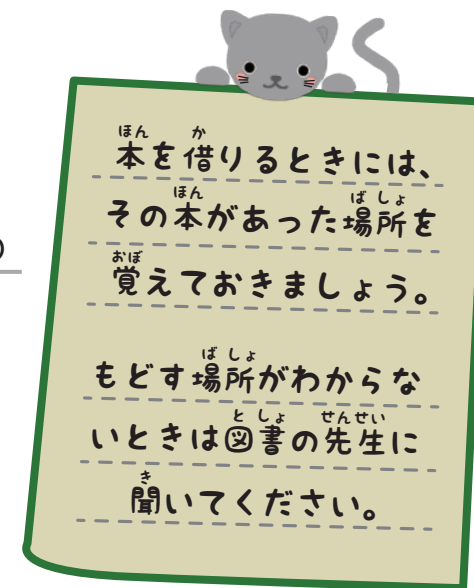 本を借りるときには、
その本があった場所を
覚えておきましょう。
もどす場所がわからな
いときは図書の先生に
聞いてください。